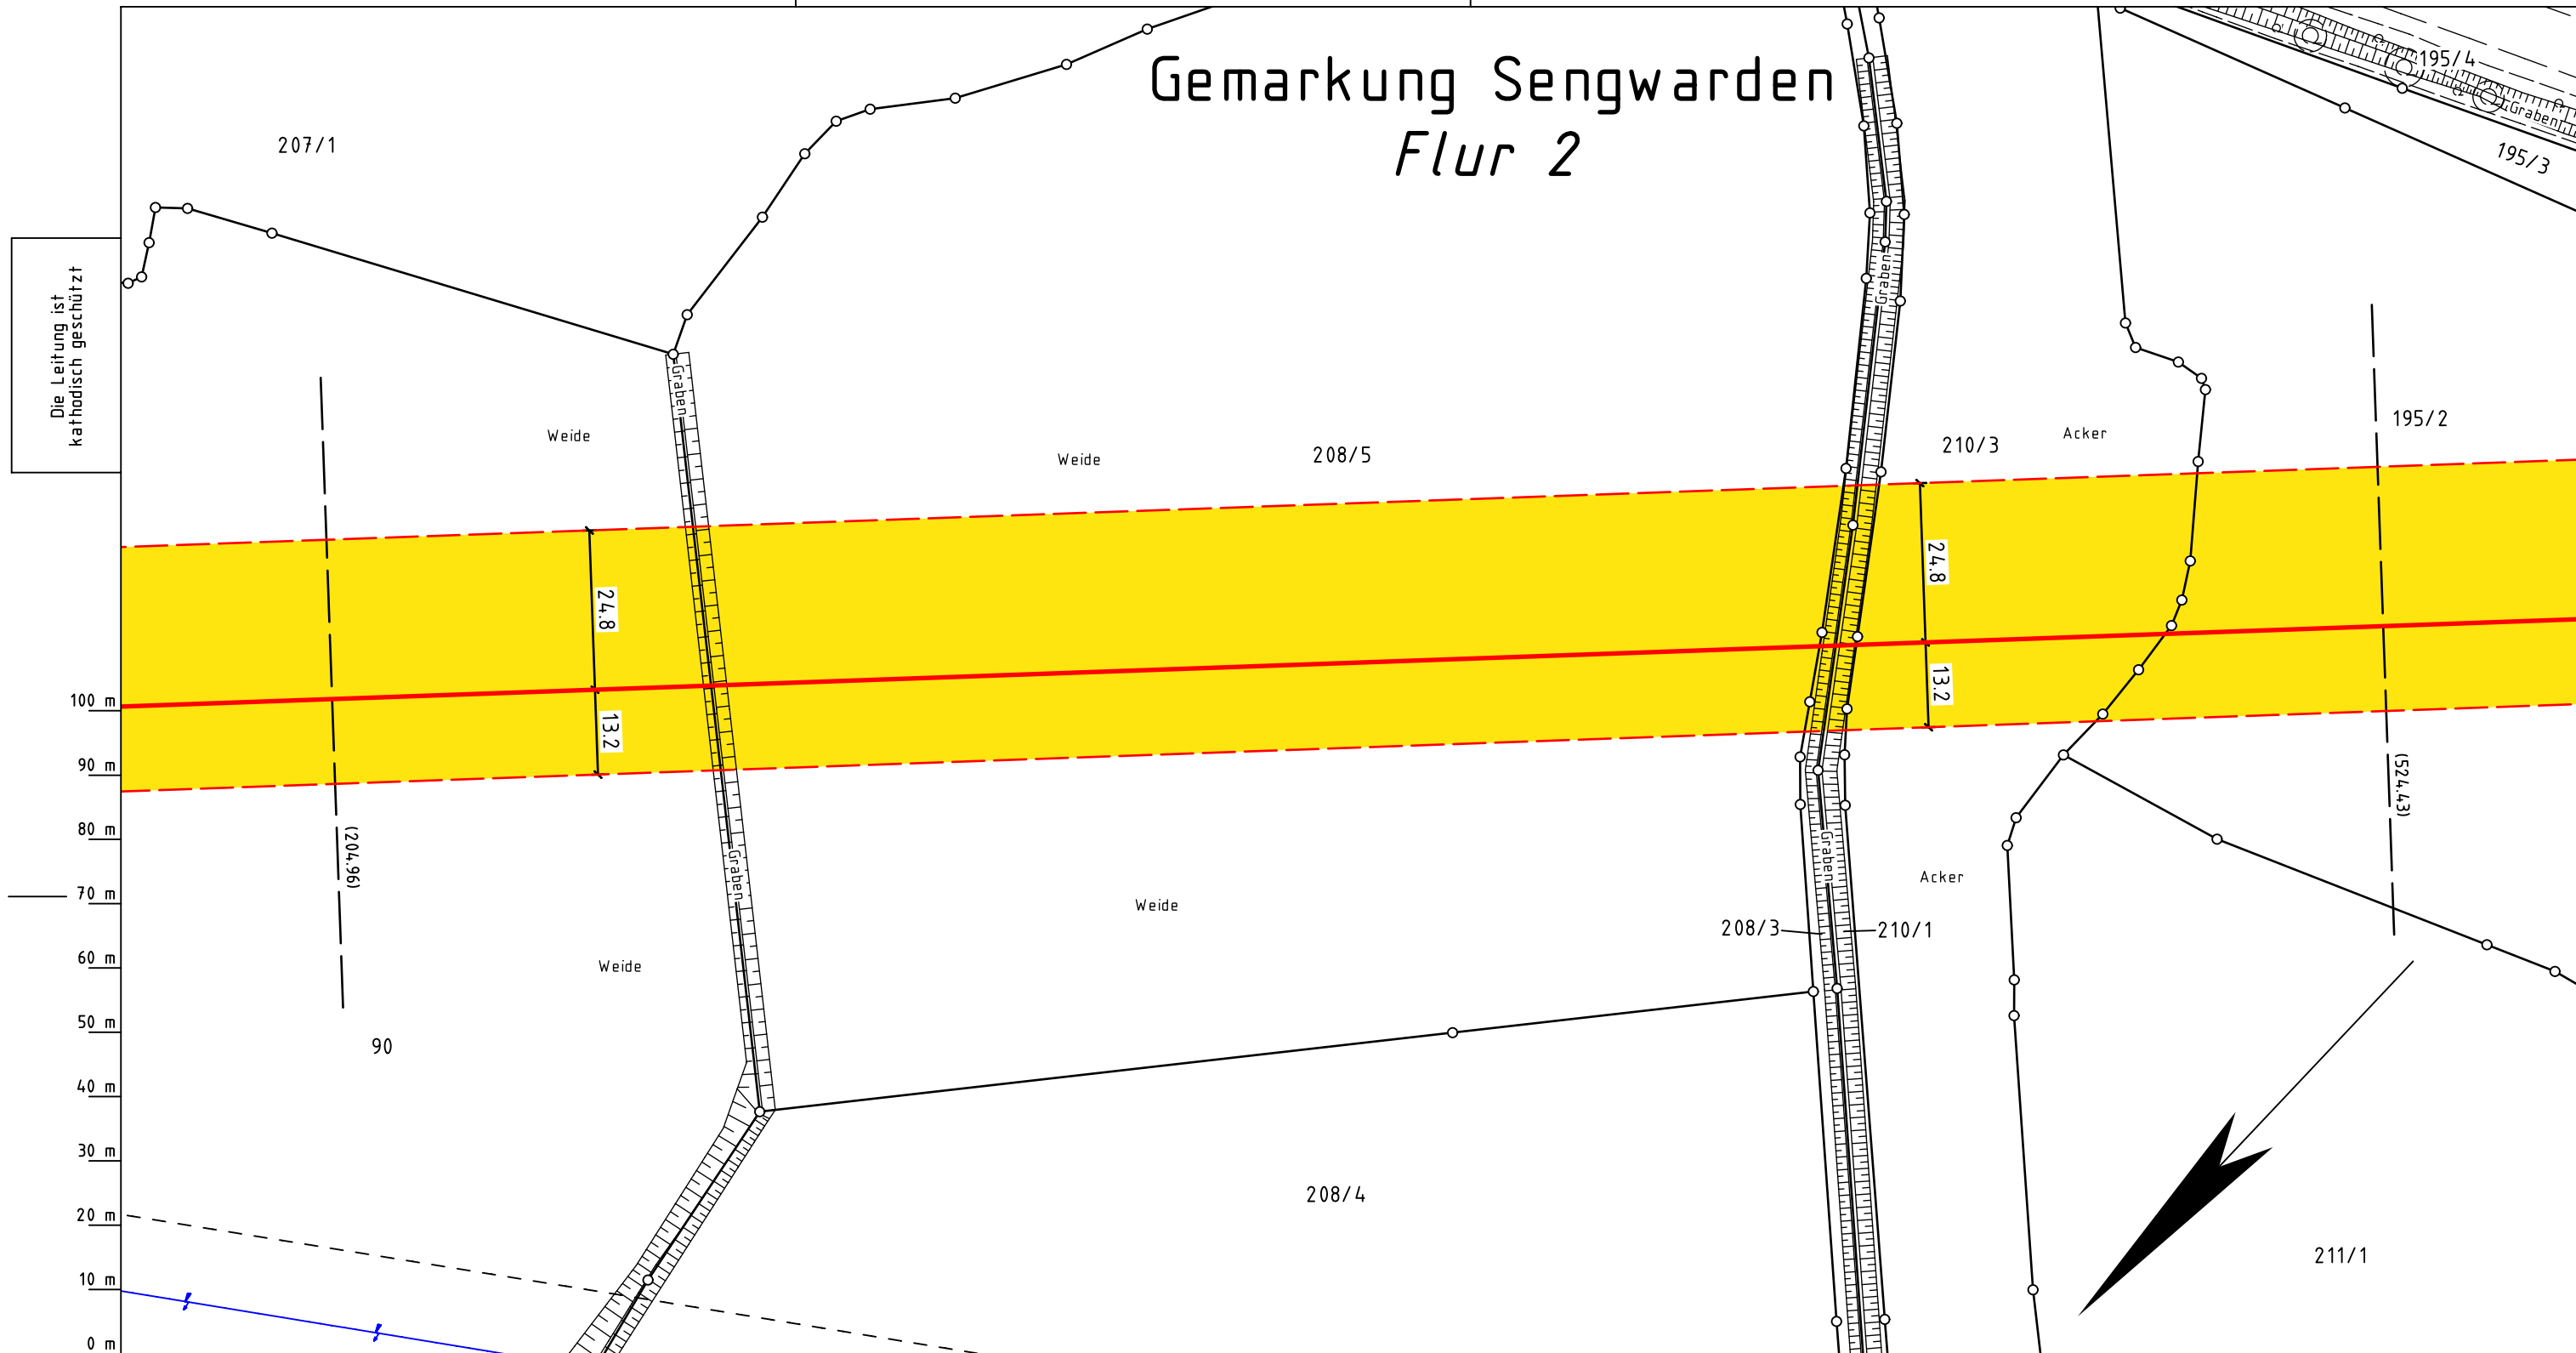 Gemarkung Sengwarden
Flur 2
207/1
195/4
Graben
195/3
Die Leitung ist
kathodisch geschützt
Graben
Graben
Weide
Weide
208/5
210/3
Acker
195/2
24.8
24.8
13.2
13.2
100 m
90 m
80 m
70 m
60 m
50 m
40 m
30 m
20 m
10 m
0 m
(204.96)
(524.43)
Graben
Graben
Weide
Acker
208/3
210/1
Weide
90
208/4
211/1